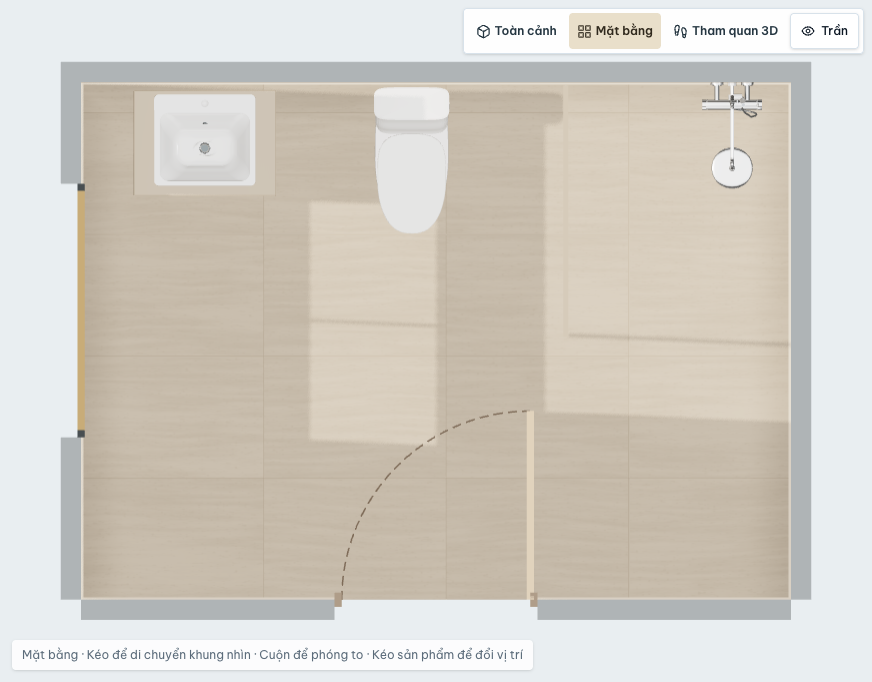 Toàn cảnh
Mặt bằng
Tham quan 3D
Trần
Mặt bằng · Kéo để di chuyển khung nhìn · Cuộn để phóng to · Kéo sản phẩm để đổi vị trí